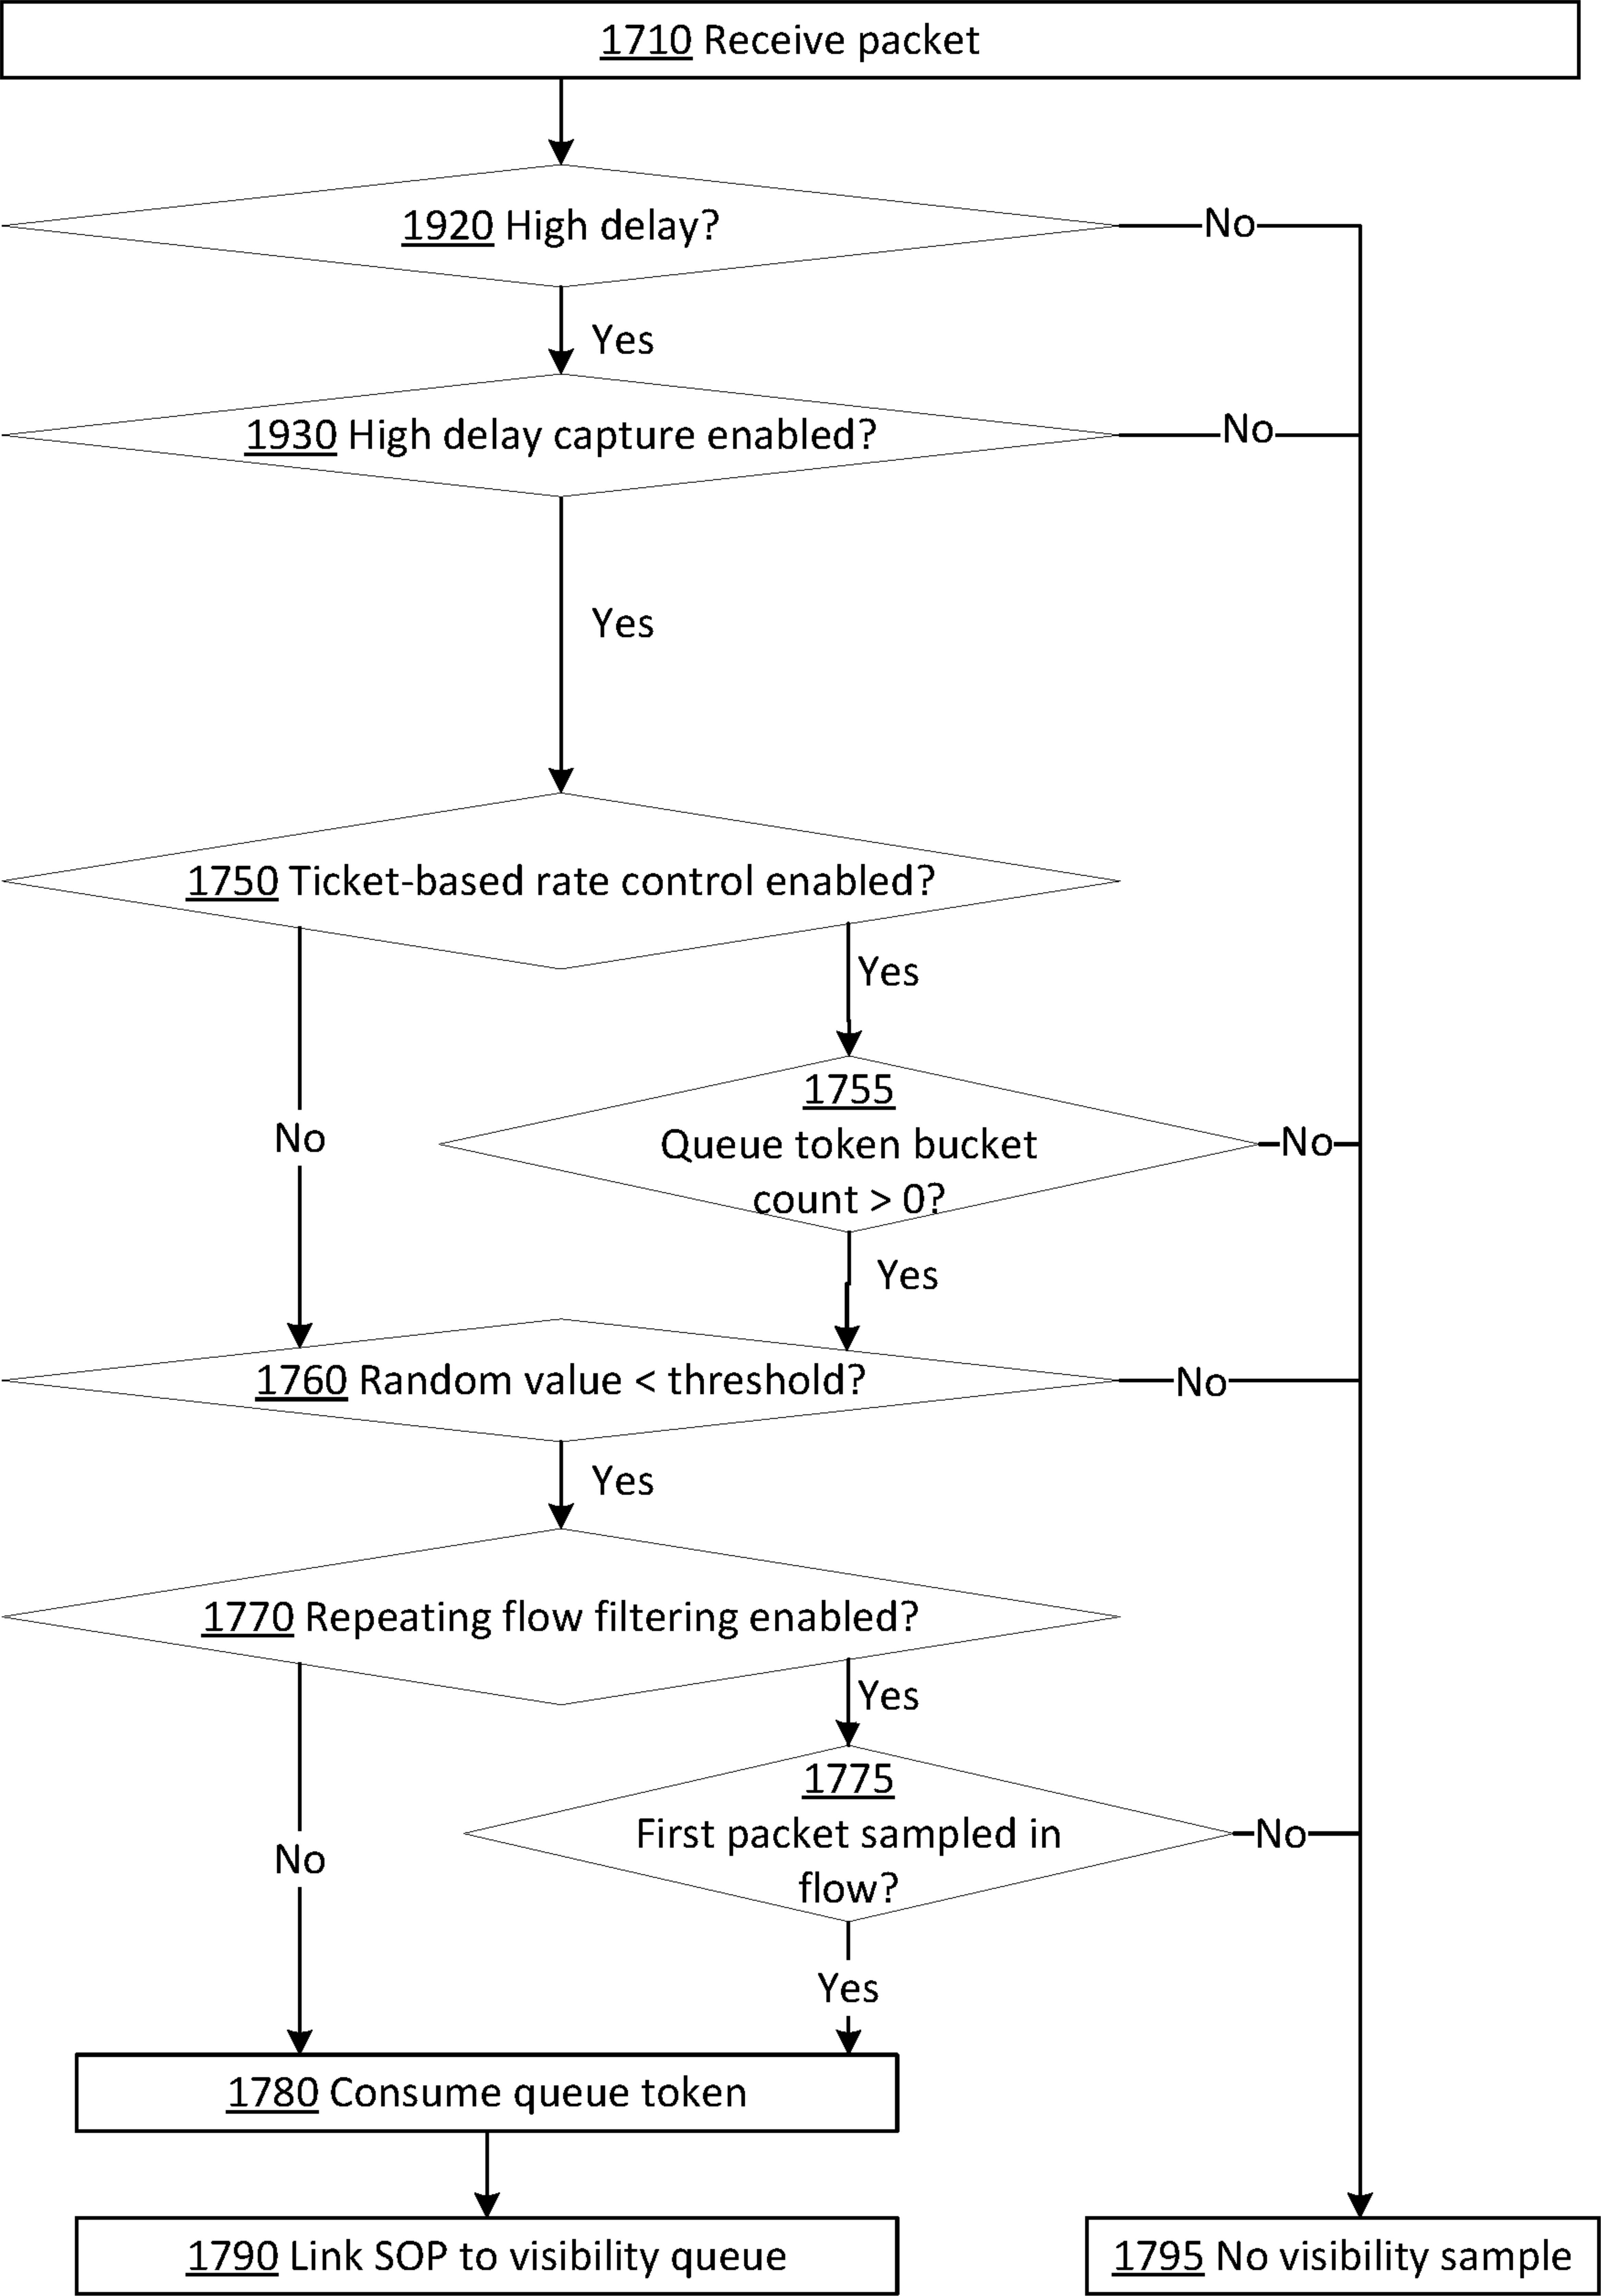 1710 Receive packet
1920 High delay?
No
Yes
1930 High delay capture enabled?
No
Yes
1750 Ticket-based rate control enabled?
Yes
No
1755
Queue token bucket
count > 0?
No
Yes
1760 Random value < threshold?
No
Yes
1770 Repeating flow filtering enabled?
Yes
No
1775
First packet sampled in
flow?
No
Yes
1780 Consume queue token
1790 Link SOP to visibility queue
1795 No visibility sample